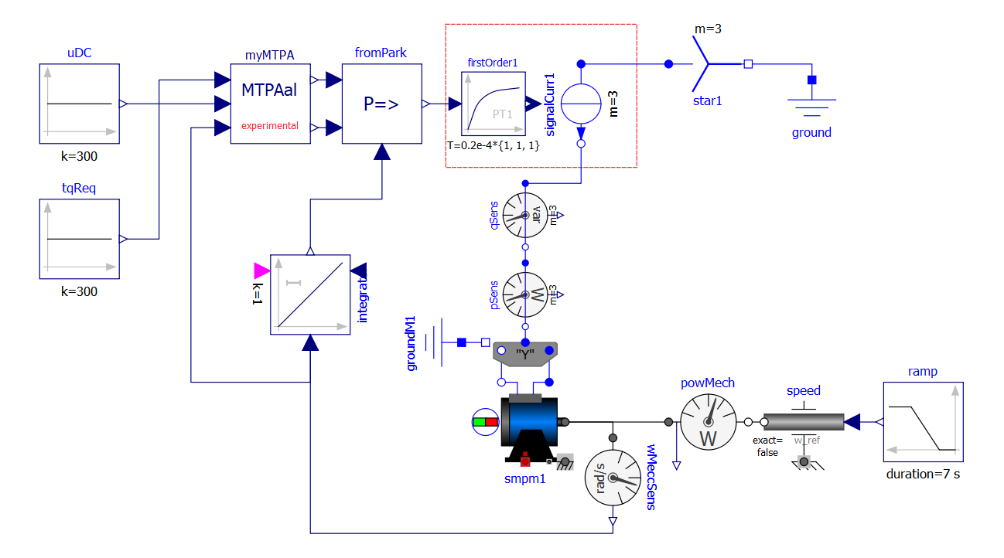 m=3
uDC
myMTPA
fromPark
firstOrder1
MTPAal
P=>
PT1
experimental
signalCurr1
m=3
star1
ground
k=300
T=0.2e-4*{1, 1, 1}
tqReq
qSens
var
m=3
k=300
k=1
I
integrat
pSens
W
m=3
groundM1
"Y"
powMech
speed
ramp
W
exact=
false
w_ref
smpm1
rad/s
wMeccSens
duration=7 s